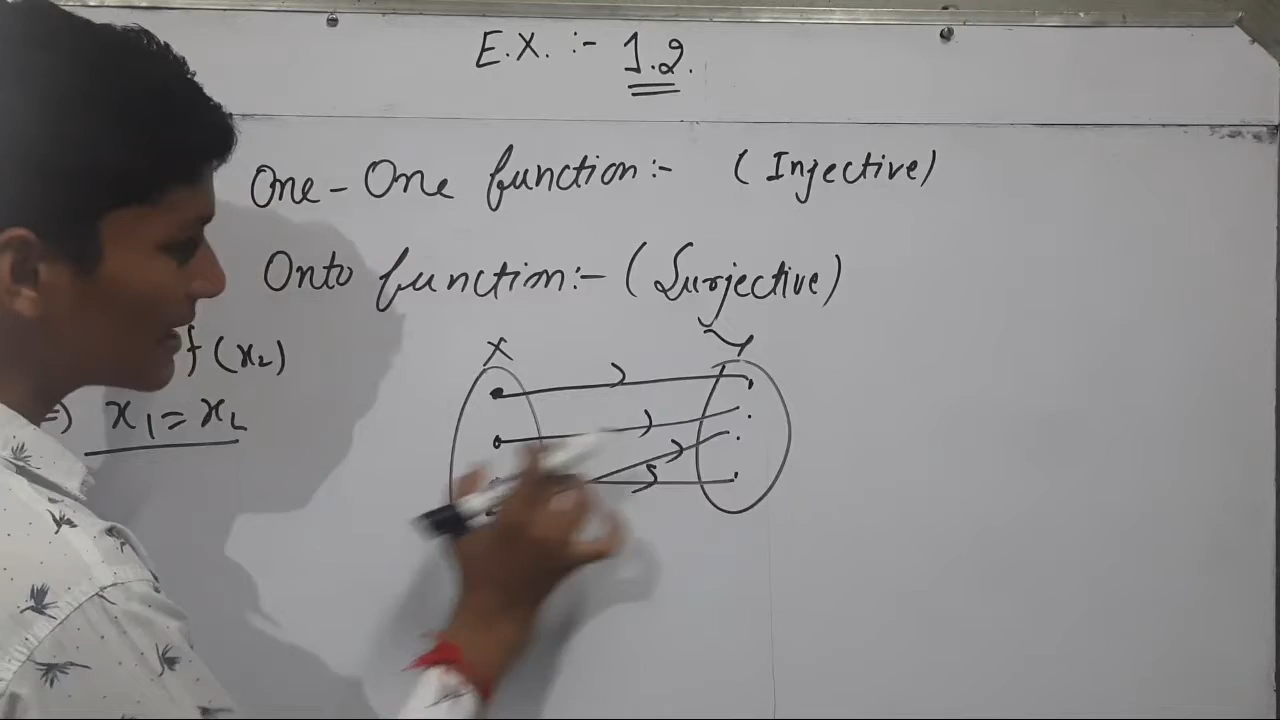 E.X. :- 1.2.
One-One function:- (Injective)
Onto function:- (Surjective)
f(x₂)
⇒ x₁ = x₂
X
Y